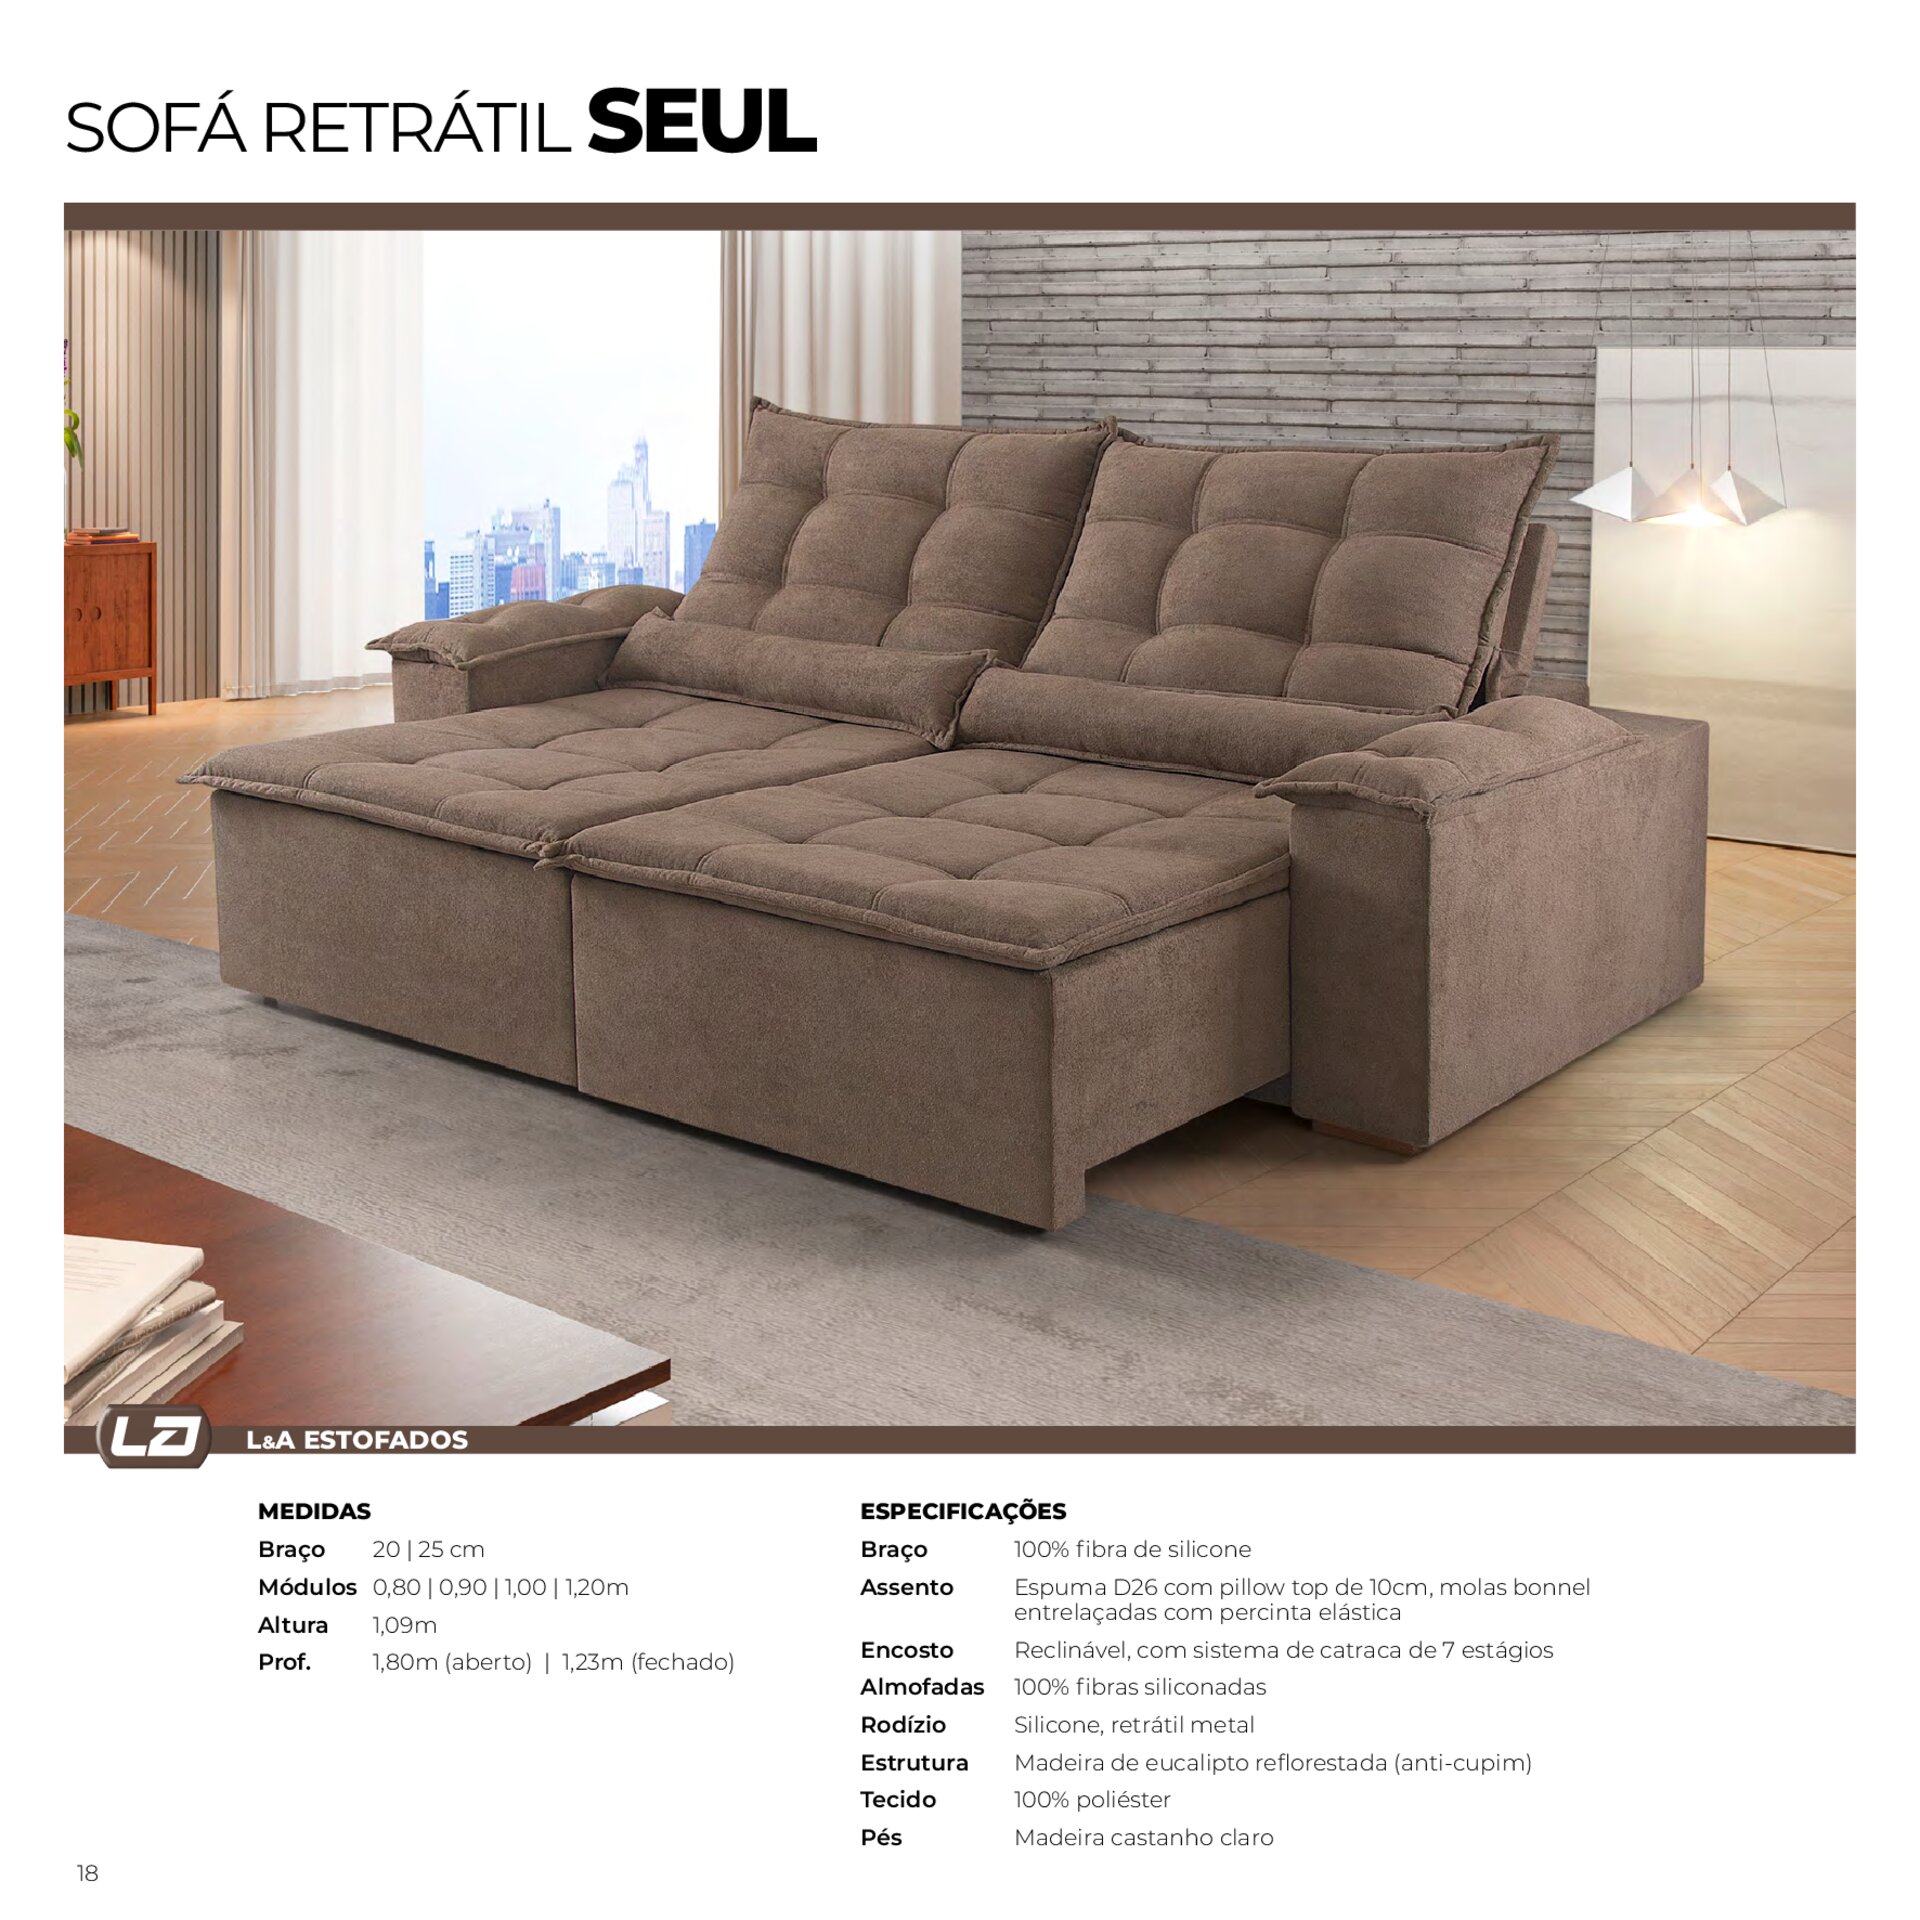 SOFÁ RETRÁTIL SEUL
LA L&A ESTOFADOS
MEDIDAS
Braço 20 | 25 cm
Módulos 0,80 | 0,90 | 1,00 | 1,20m
Altura 1,09m
Prof. 1,80m (aberto) | 1,23m (fechado)
ESPECIFICAÇÕES
Braço 100% fibra de silicone
Assento Espuma D26 com pillow top de 10cm, molas bonnel
entrelaçadas com percinta elástica
Encosto Reclinável, com sistema de catraca de 7 estágios
Almofadas 100% fibras siliconadas
Rodízio Silicone, retrátil metal
Estrutura Madeira de eucalipto reflorestada (anti-cupim)
Tecido 100% poliéster
Pés Madeira castanho claro
18